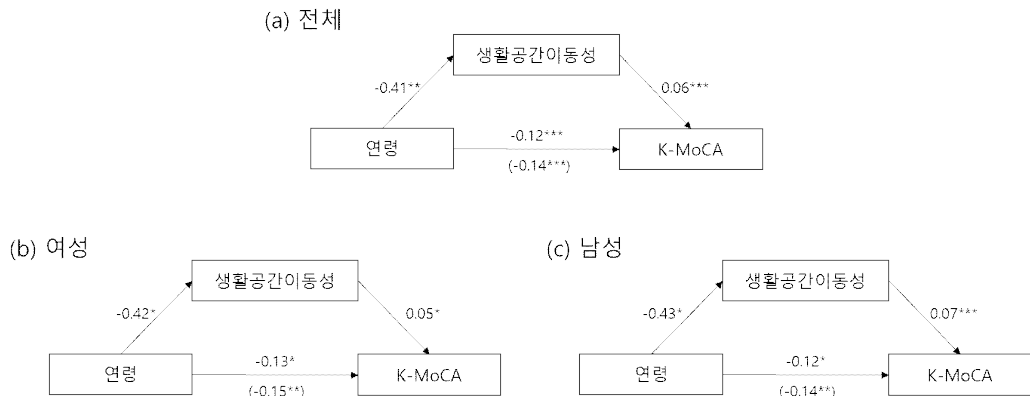 (a) 전체
생활공간이동성
-0.41**
0.06***
연령
-0.12***
(-0.14***)
K-MoCA
(b) 여성
생활공간이동성
-0.42*
0.05*
연령
-0.13*
(-0.15**)
K-MoCA
(c) 남성
생활공간이동성
-0.43*
0.07***
연령
-0.12*
(-0.14**)
K-MoCA